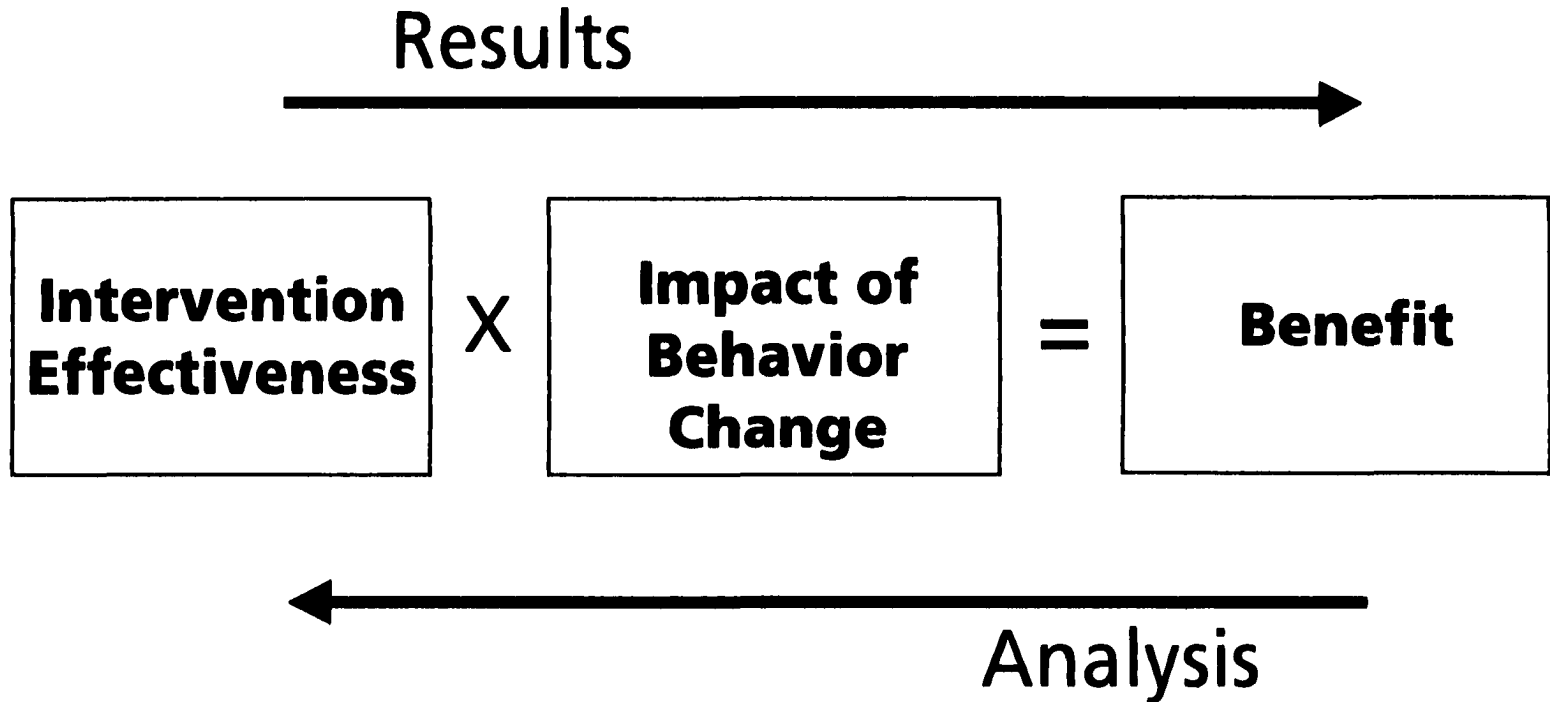 Results
Intervention
Effectiveness
X
Impact of
Behavior
Change
=
Benefit
Analysis